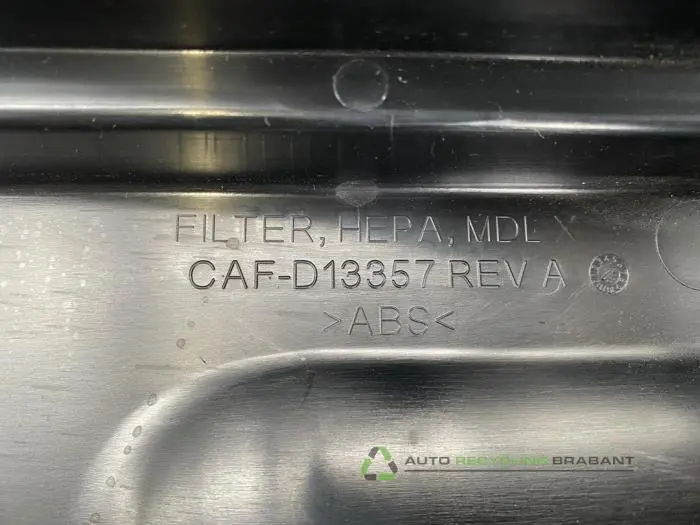 FILTER, HEPA, MDL X
CAF-D13357 REV A
>ABS<
AUTO RECYCLING BRABANT